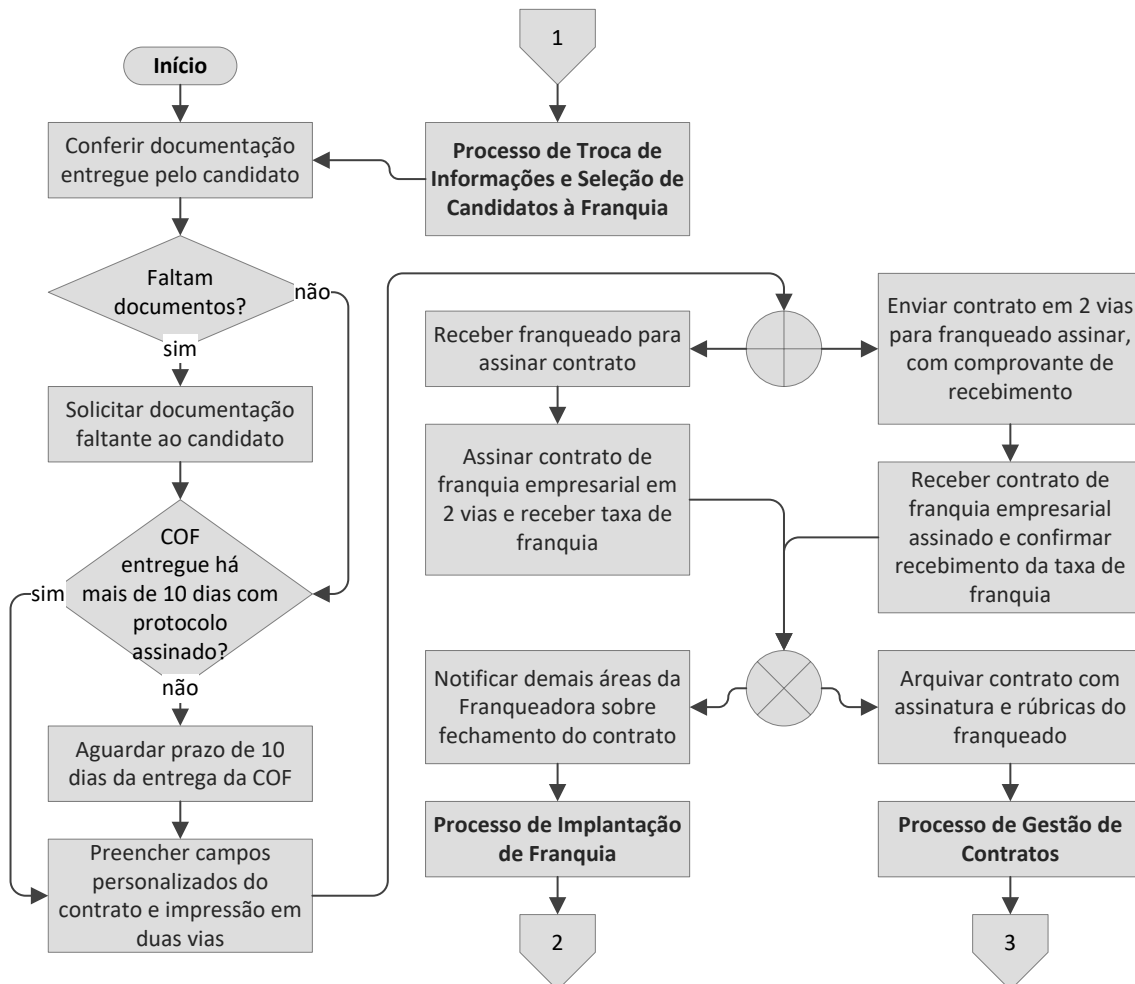 Início
Conferir documentação
entregue pelo candidato
Faltam
documentos?
não
sim
Solicitar documentação
faltante ao candidato
COF
entregue há
mais de 10 dias com
protocolo
assinado?
sim
não
Aguardar prazo de 10
dias da entrega da COF
Preencher campos
personalizados do
contrato e impressão em
duas vias
1
Processo de Troca de
Informações e Seleção de
Candidatos à Franquia
Receber franqueado para
assinar contrato
Assinar contrato de
franquia empresarial em
2 vias e receber taxa de
franquia
Enviar contrato em 2 vias
para franqueado assinar,
com comprovante de
recebimento
Receber contrato de
franquia empresarial
assinado e confirmar
recebimento da taxa de
franquia
Notificar demais áreas da
Franqueadora sobre
fechamento do contrato
Processo de Implantação
de Franquia
2
Arquivar contrato com
assinatura e rúbricas do
franqueado
Processo de Gestão de
Contratos
3